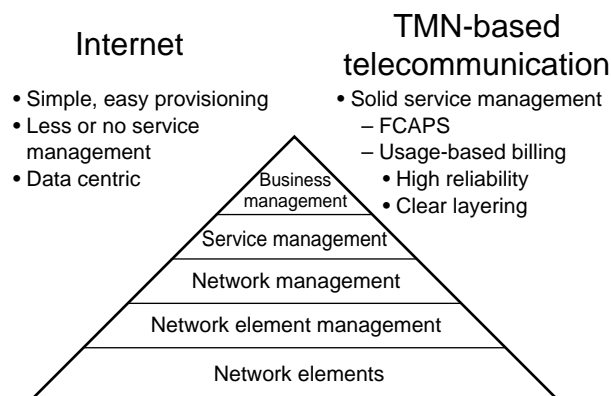 Internet
• Simple, easy provisioning
• Less or no service
management
• Data centric
TMN-based
telecommunication
• Solid service management
– FCAPS
– Usage-based billing
• High reliability
• Clear layering
Business
management
Service management
Network management
Network element management
Network elements